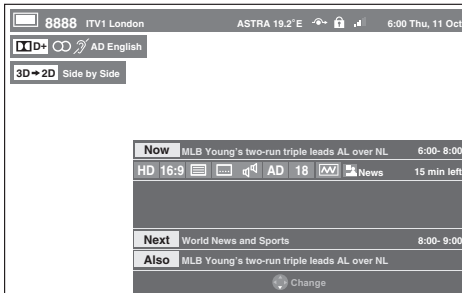 8888 ITV1 London ASTRA 19.2°E 6:00 Thu, 11 Oct
D+ AD English
3D➔2D Side by Side
Now MLB Young's two-run triple leads AL over NL 6:00- 8:00
HD 16:9 AD 18 News 15 min left
Next World News and Sports 8:00- 9:00
Also MLB Young's two-run triple leads AL over NL
Change